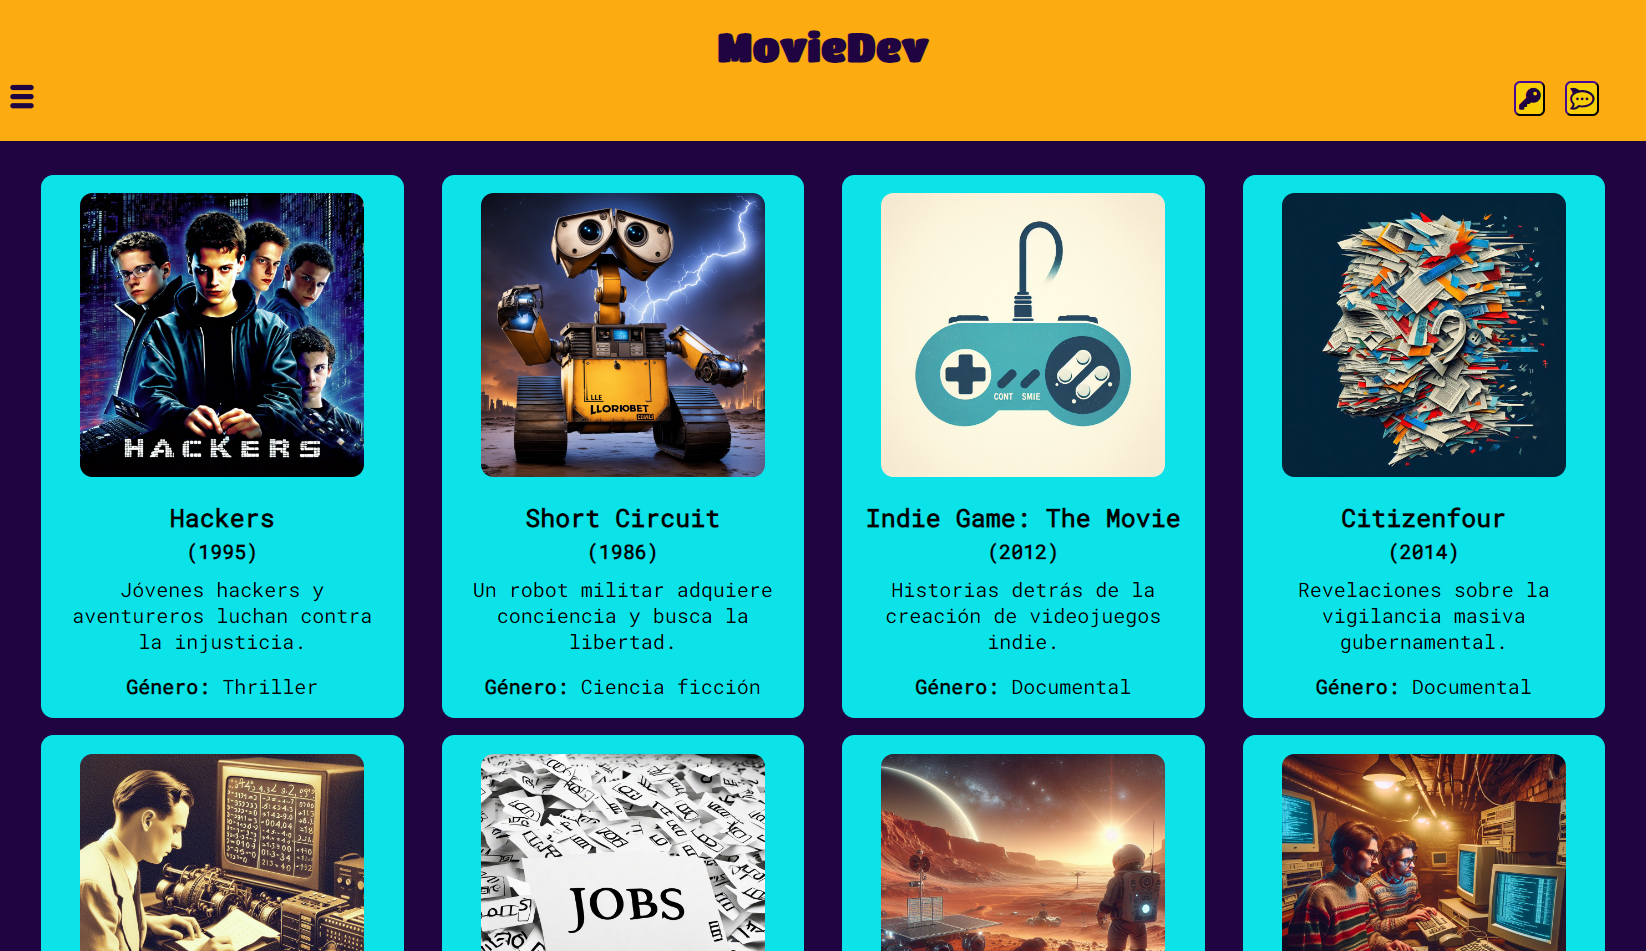 MovieDev
HACKERS
LLE
LLORIOBET
CONT SMIE
Hackers
(1995)
Jóvenes hackers y
aventureros luchan contra
la injusticia.
Género: Thriller
Short Circuit
(1986)
Un robot militar adquiere
conciencia y busca la
libertad.
Género: Ciencia ficción
Indie Game: The Movie
(2012)
Historias detrás de la
creación de videojuegos
indie.
Género: Documental
Citizenfour
(2014)
Revelaciones sobre la
vigilancia masiva
gubernamental.
Género: Documental
JOBS